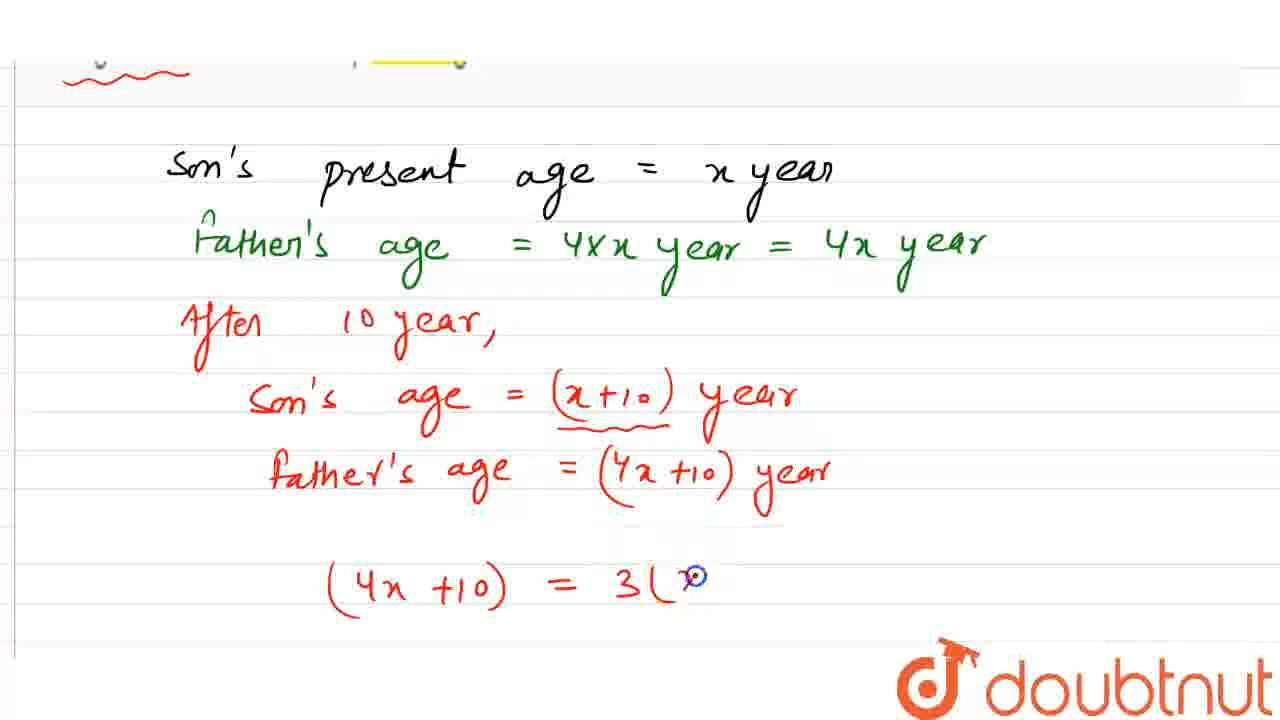 Son's present age = x year
Father's age = 4×x year = 4x year
After 10 year,
Son's age = (x+10) year
Father's age = (4x+10) year
(4x+10) = 3(x
doubtnut